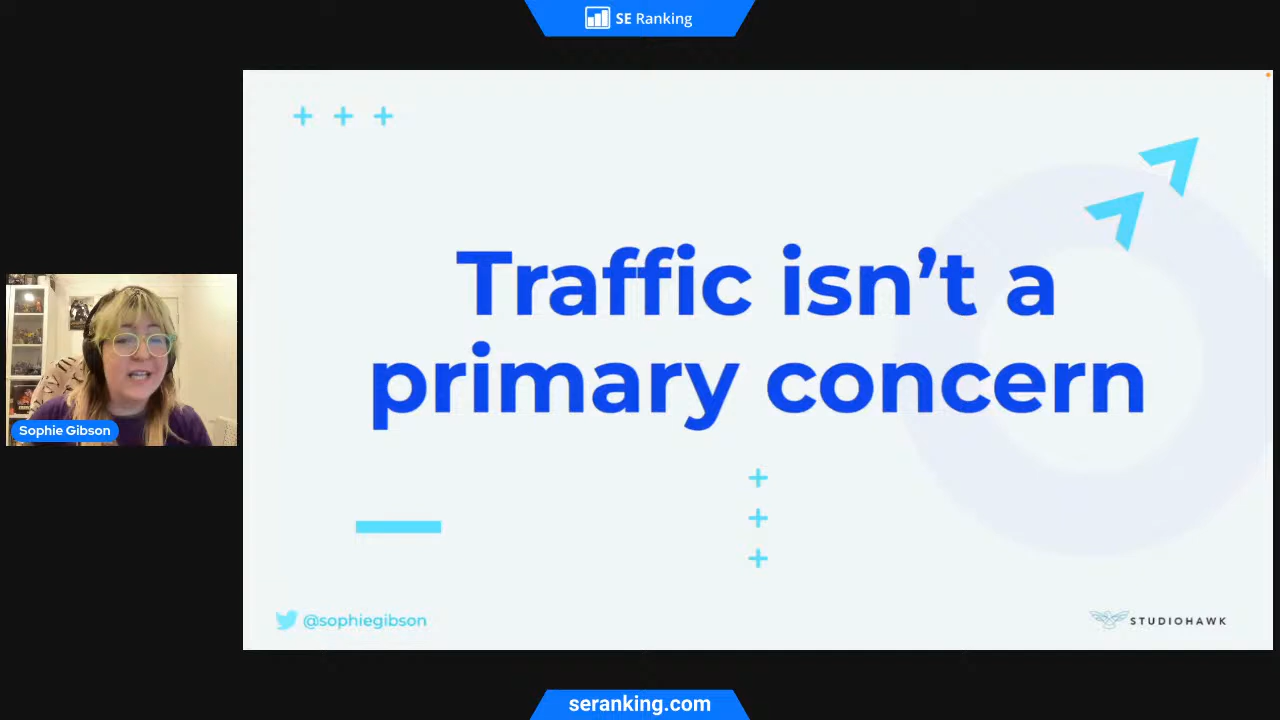 SE Ranking
Traffic isn’t a
primary concern
Sophie Gibson
@sophiegibson
STUDIOHAWK
seranking.com